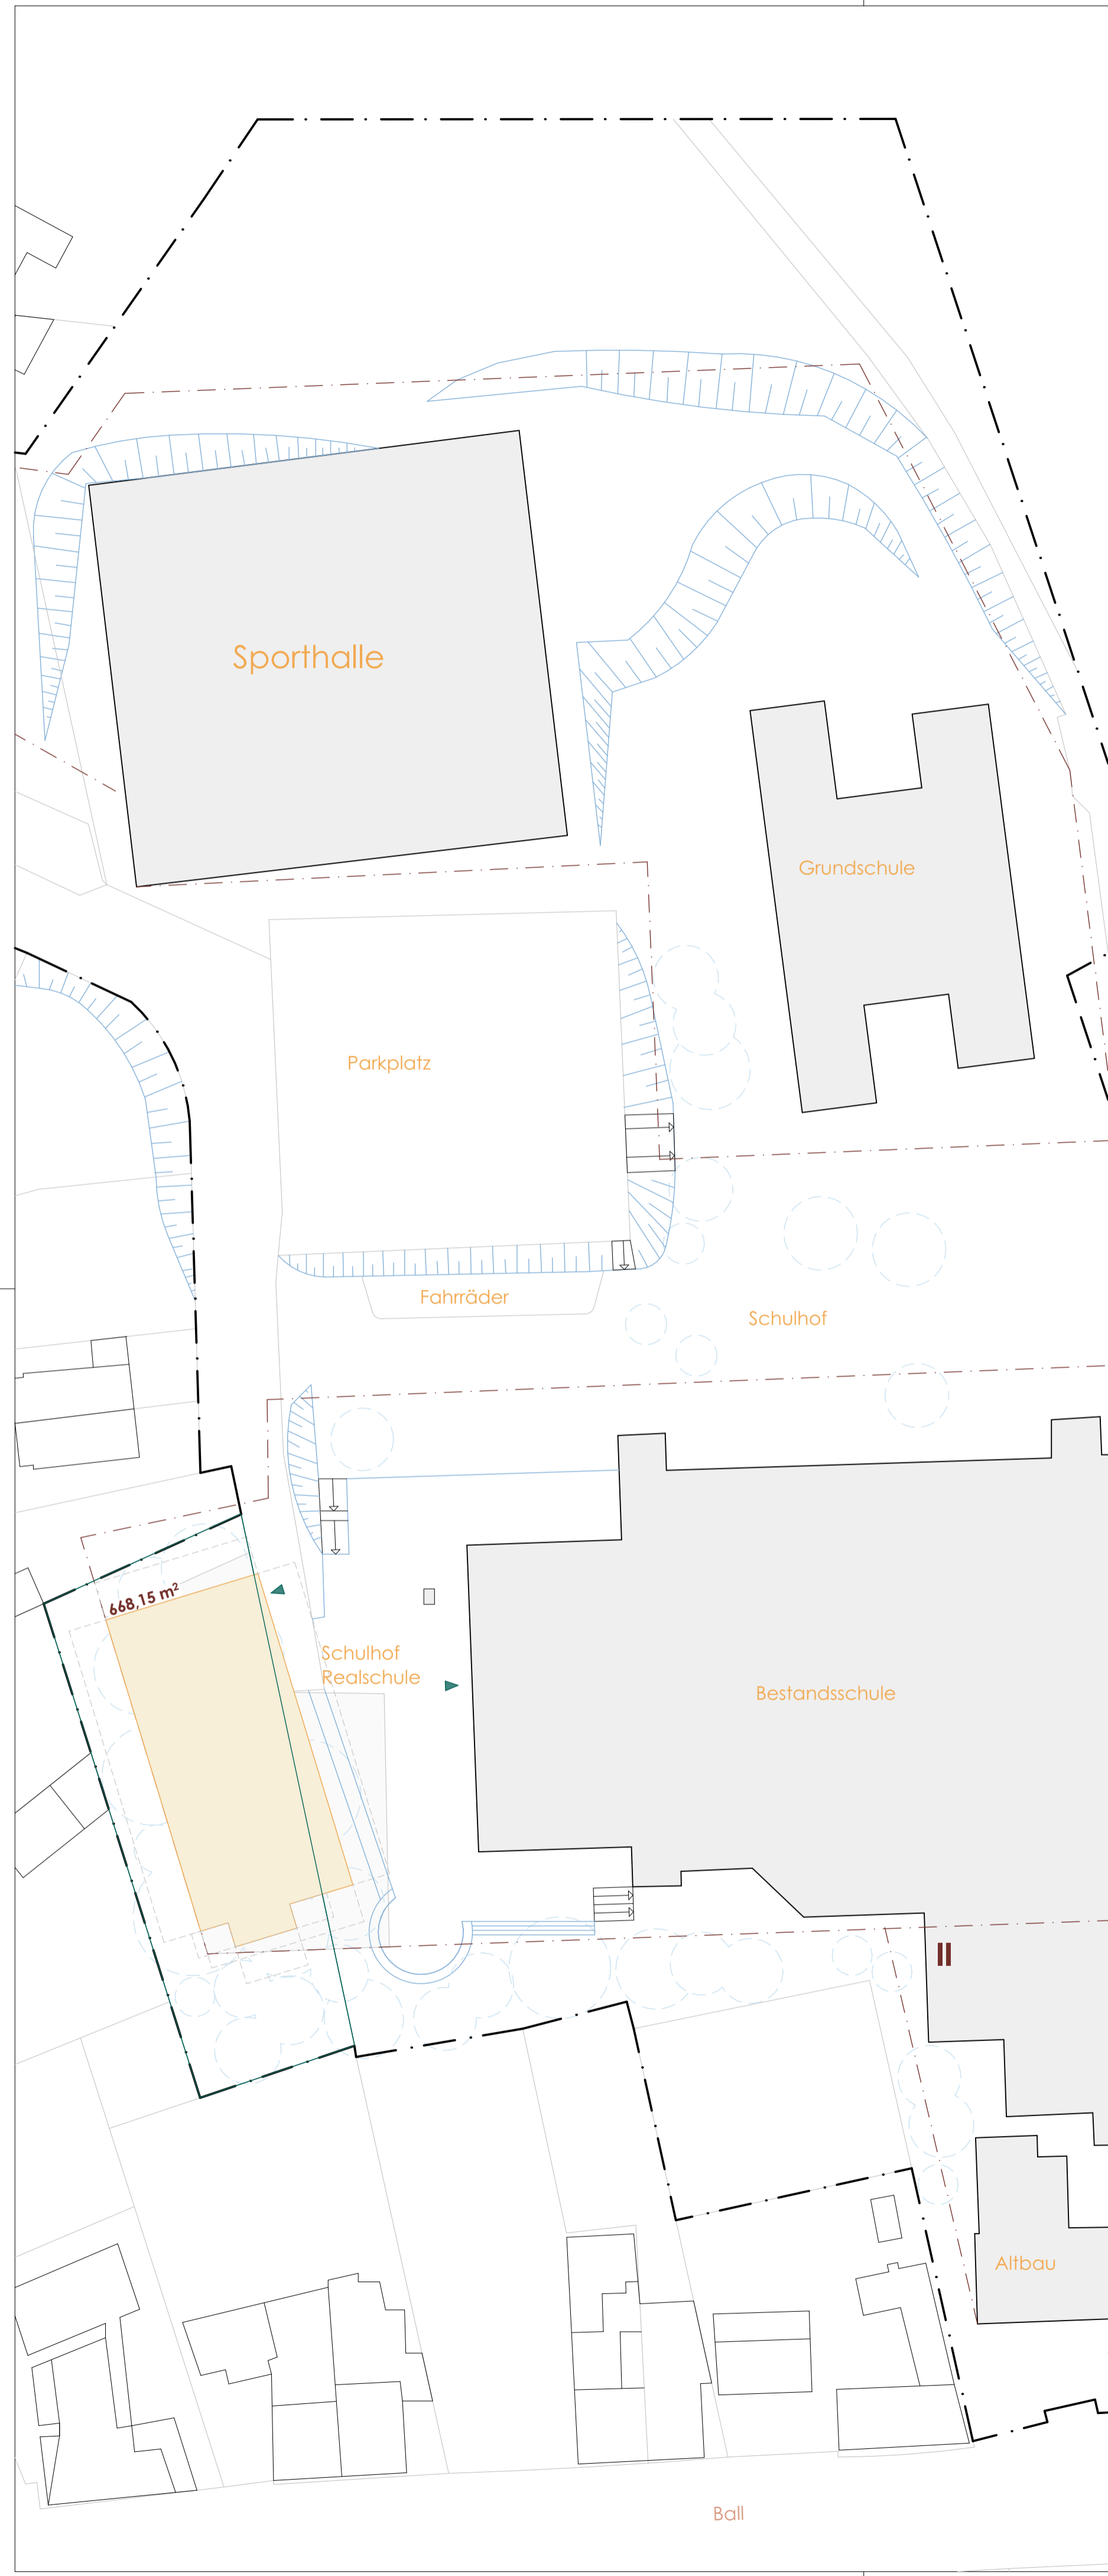 Sporthalle
Grundschule
Parkplatz
Fahrräder
Schulhof
668,15 m²
Schulhof
Realschule
Bestandsschule
II
Altbau
Ball